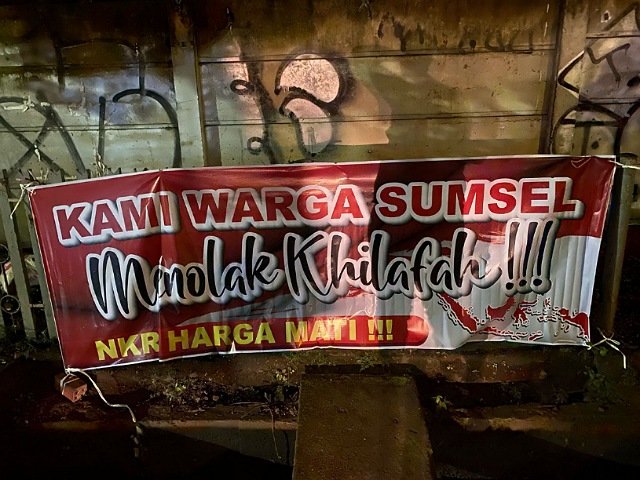 KAMI WARGA SUMSEL
Menolak Khilafah !!!!
NKR HARGA MATI !!!